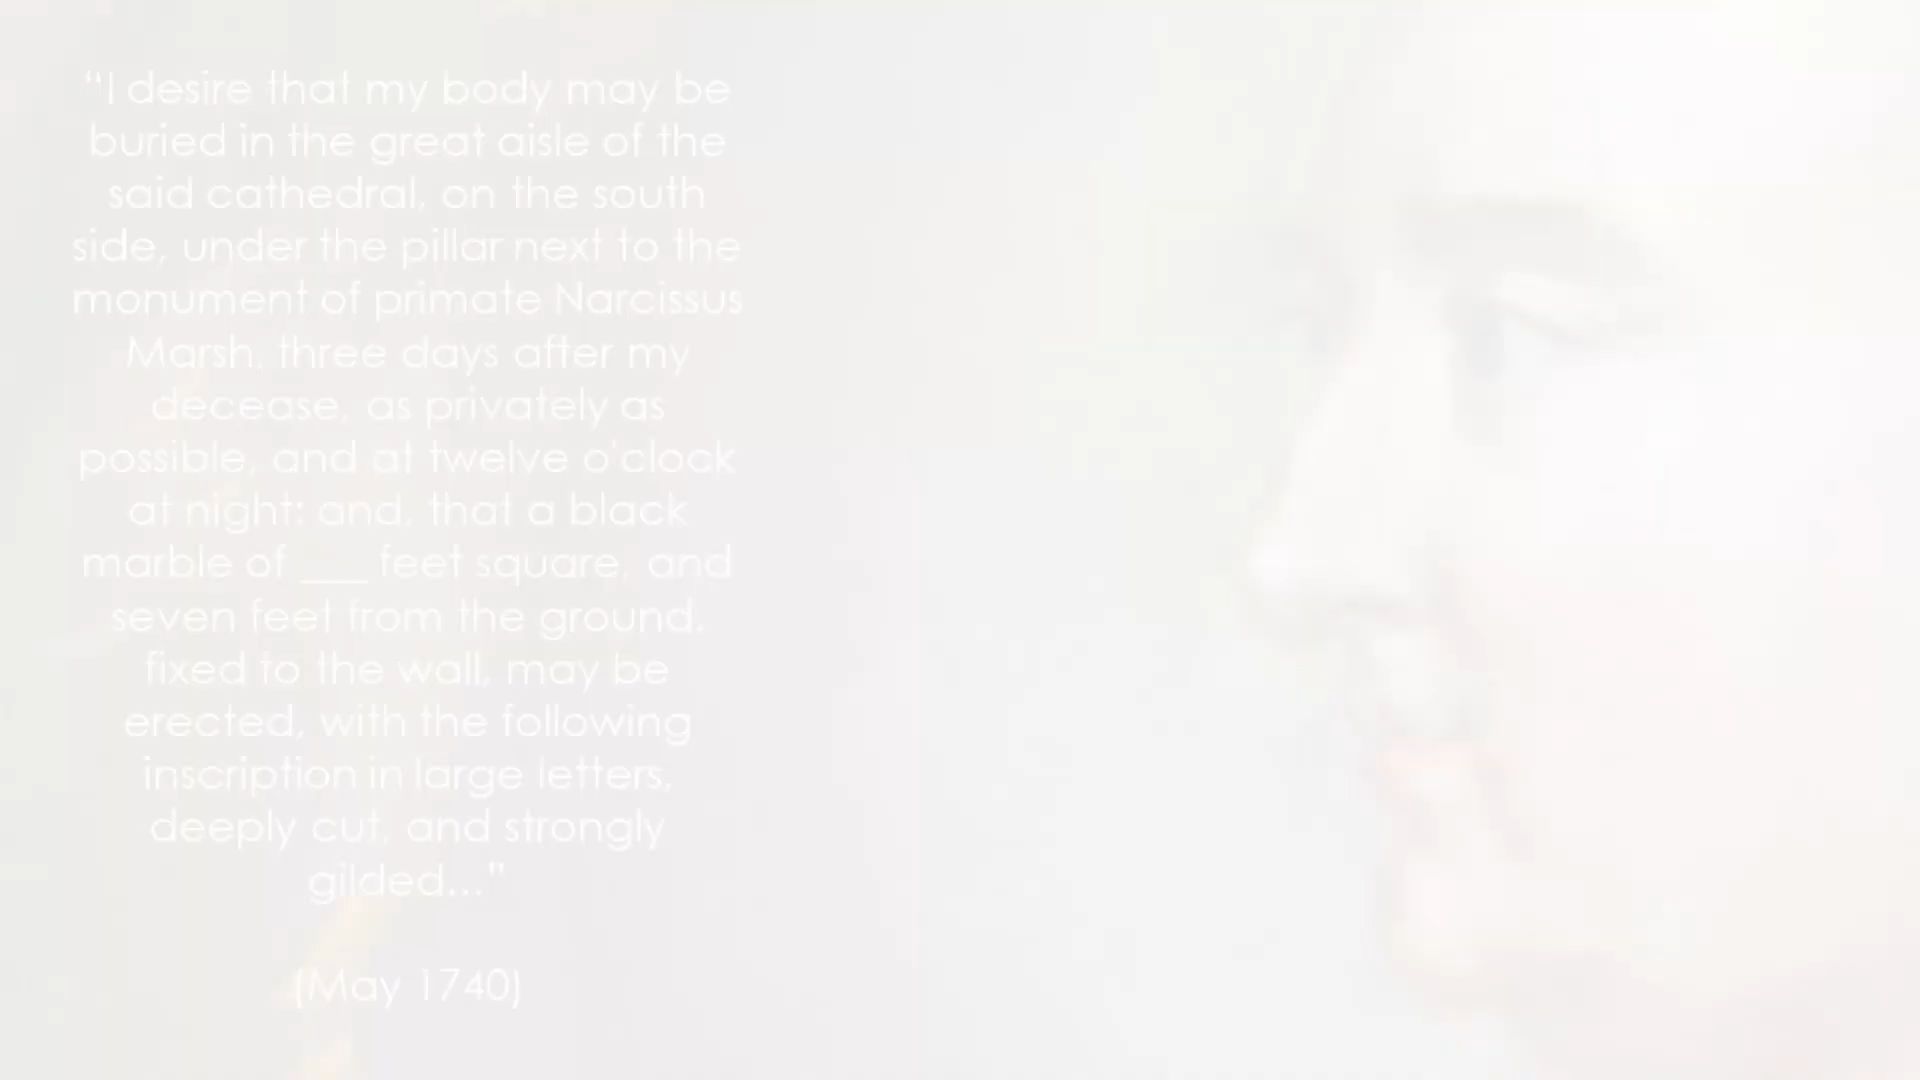 “I desire that my body may be
buried in the great aisle of the
said cathedral, on the south
side, under the pillar next to the
monument of primate Narcissus
Marsh, three days after my
decease, as privately as
possible, and at twelve o'clock
at night: and, that a black
marble of ___ feet square, and
seven feet from the ground,
fixed to the wall, may be
erected, with the following
inscription in large letters,
deeply cut, and strongly
gilded...”
(May 1740)